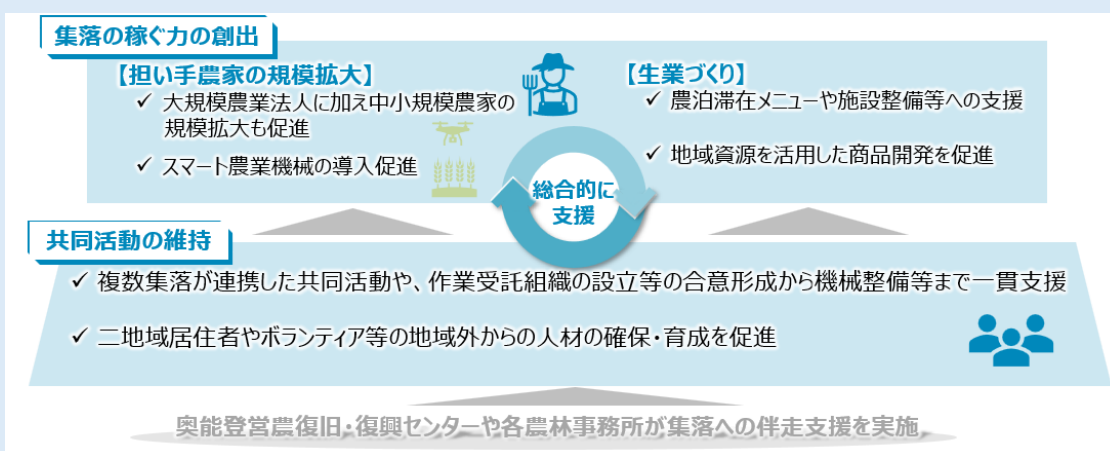 集落の稼ぐ力の創出
【担い手農家の規模拡大】
✓ 大規模農業法人に加え中小規模農家の
規模拡大も促進
✓ スマート農業機械の導入促進
【生業づくり】
✓ 農泊滞在メニューや施設整備等への支援
✓ 地域資源を活用した商品開発を促進
総合的に
支援
共同活動の維持
✓ 複数集落が連携した共同活動や、作業受託組織の設立等の合意形成から機械整備等まで一貫支援
✓ 二地域居住者やボランティア等の地域外からの人材の確保・育成を促進
奥能登営農復旧・復興センターや各農林事務所が集落への伴走支援を実施